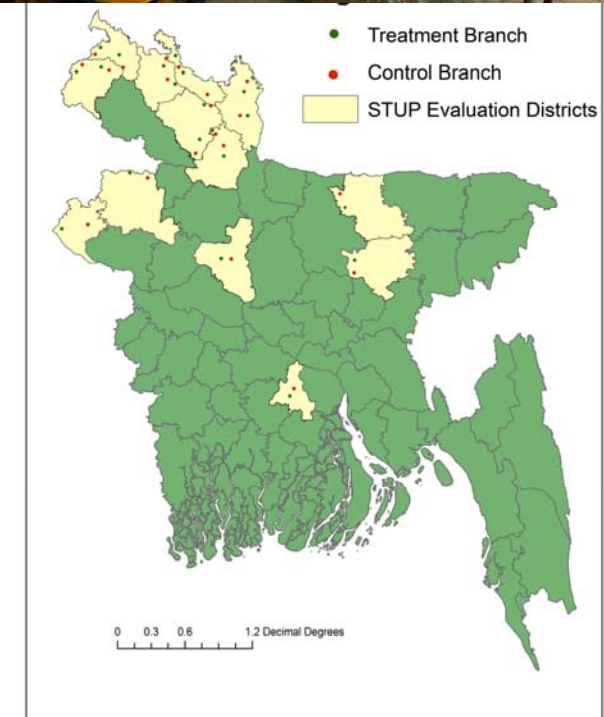 Treatment Branch
Control Branch
STUP Evaluation Districts
0 0.3 0.6 1.2 Decimal Degrees